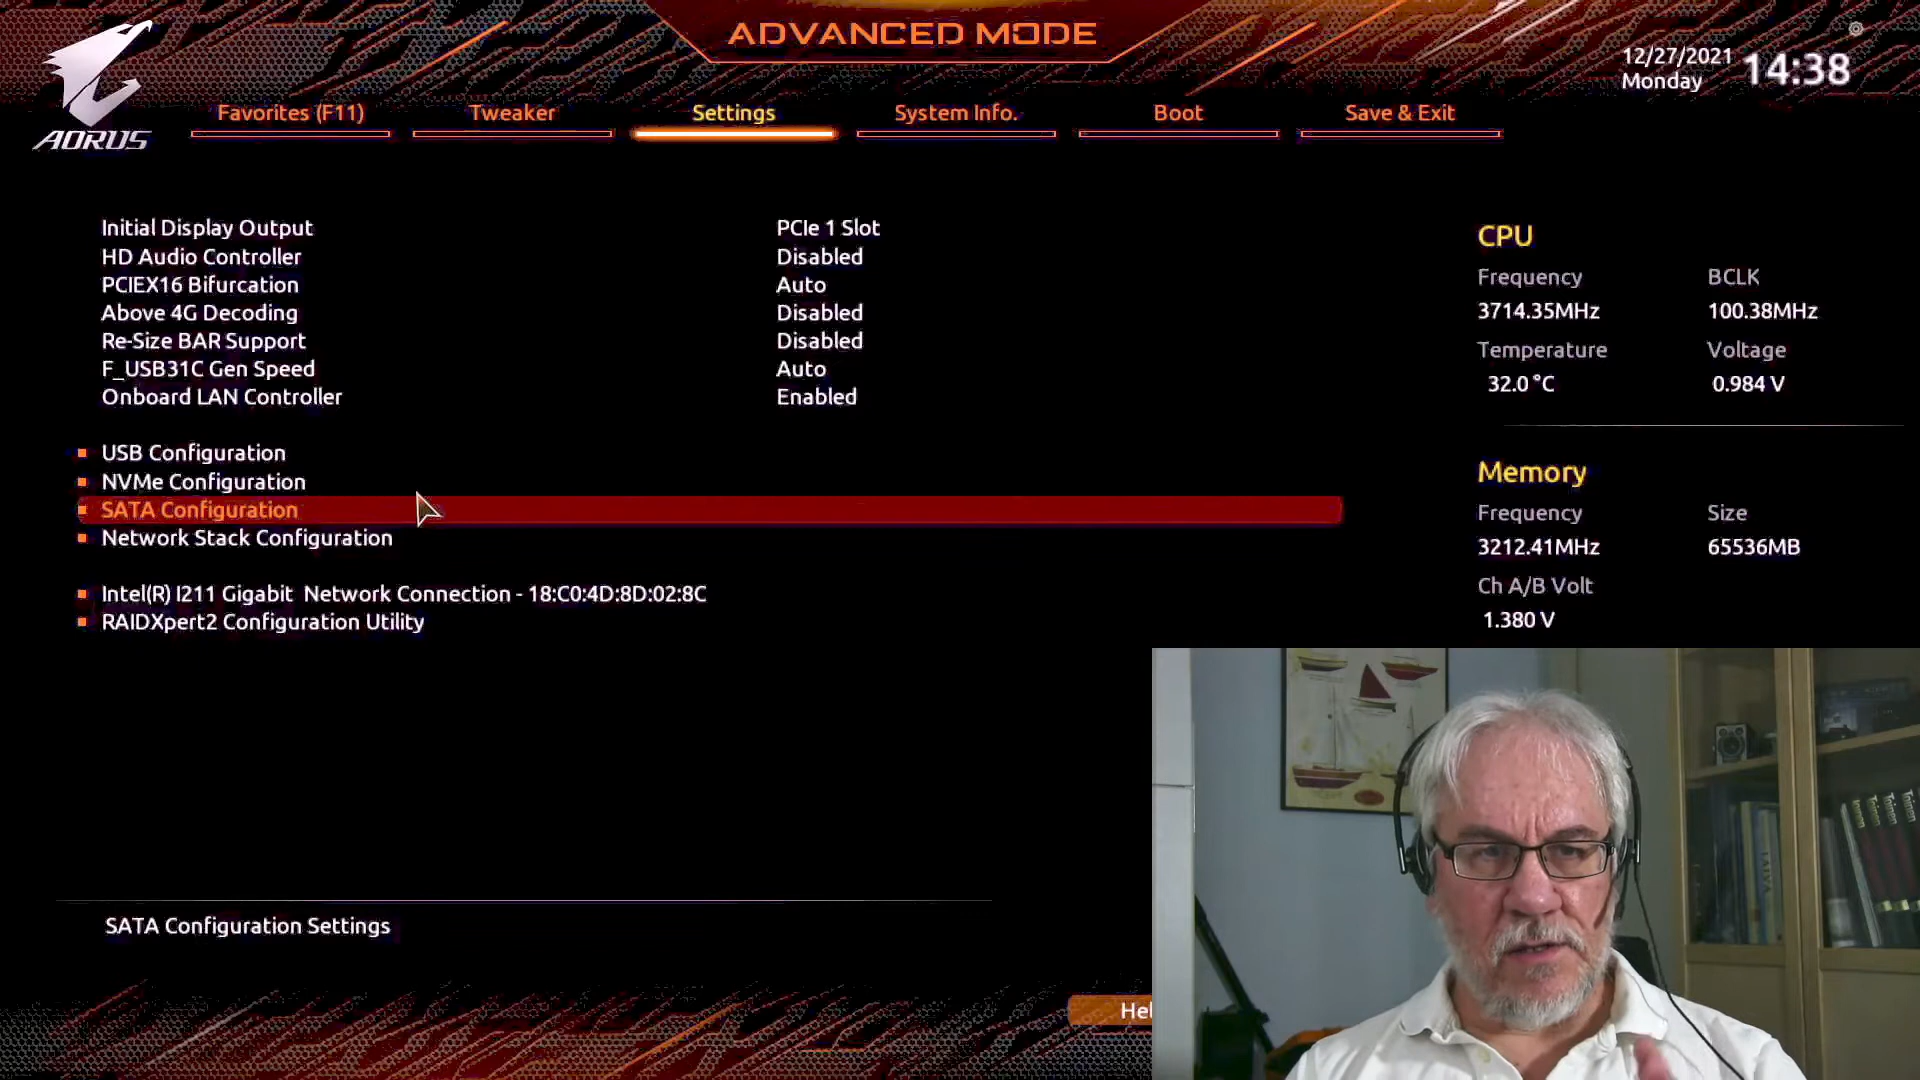 ADVANCED MODE
12/27/2021
Monday
14:38
AORUS
Favorites (F11)
Tweaker
Settings
System Info.
Boot
Save & Exit
Initial Display Output PCIe 1 Slot
HD Audio Controller Disabled
PCIEX16 Bifurcation Auto
Above 4G Decoding Disabled
Re-Size BAR Support Disabled
F_USB31C Gen Speed Auto
Onboard LAN Controller Enabled
USB Configuration
NVMe Configuration
SATA Configuration
Network Stack Configuration
Intel(R) I211 Gigabit Network Connection - 18:C0:4D:8D:02:8C
RAIDXpert2 Configuration Utility
CPU
Frequency BCLK
3714.35MHz 100.38MHz
Temperature Voltage
32.0 °C 0.984 V
Memory
Frequency Size
3212.41MHz 65536MB
Ch A/B Volt
1.380 V
SATA Configuration Settings
Hel